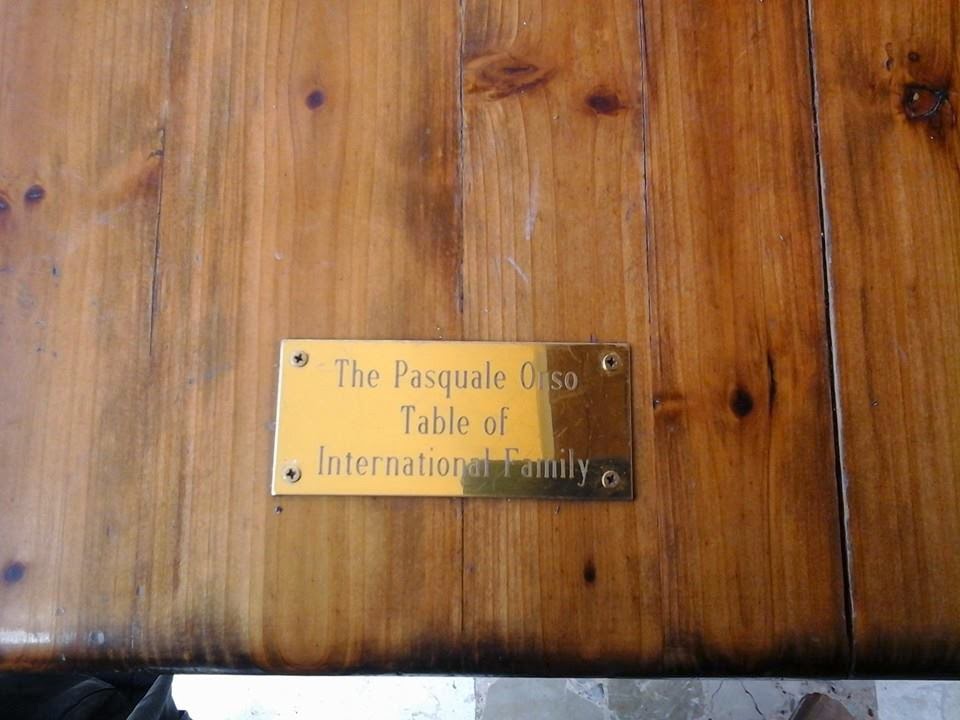 The Pasquale Orso
Table of
International Family